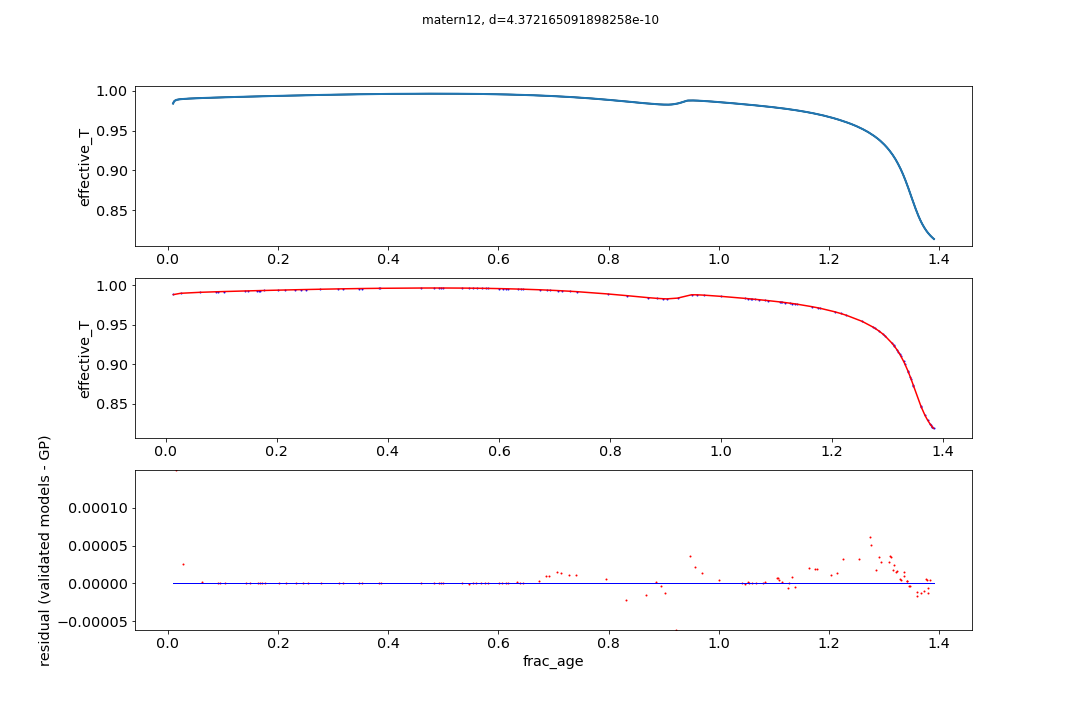 matern12, d=4.372165091898258e-10
1.00
0.95
0.90
0.85
effective_T
0.0 0.2 0.4 0.6 0.8 1.0 1.2 1.4
1.00
0.95
0.90
0.85
effective_T
0.0 0.2 0.4 0.6 0.8 1.0 1.2 1.4
0.00010
0.00005
0.00000
−0.00005
residual (validated models - GP)
0.0 0.2 0.4 0.6 0.8 1.0 1.2 1.4
frac_age